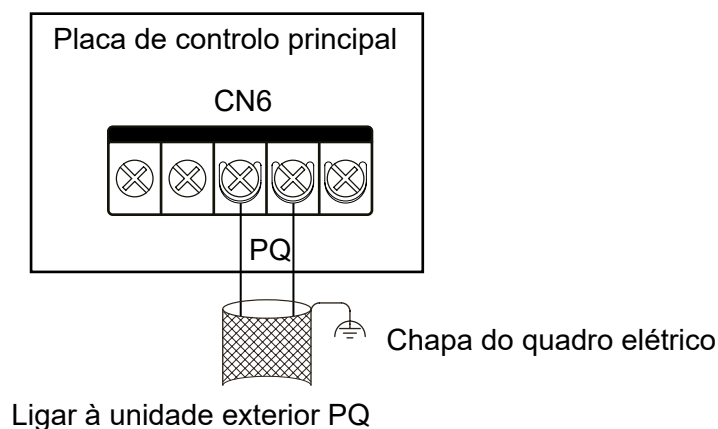 Placa de controlo principal
CN6
PQ
Chapa do quadro elétrico
Ligar à unidade exterior PQ